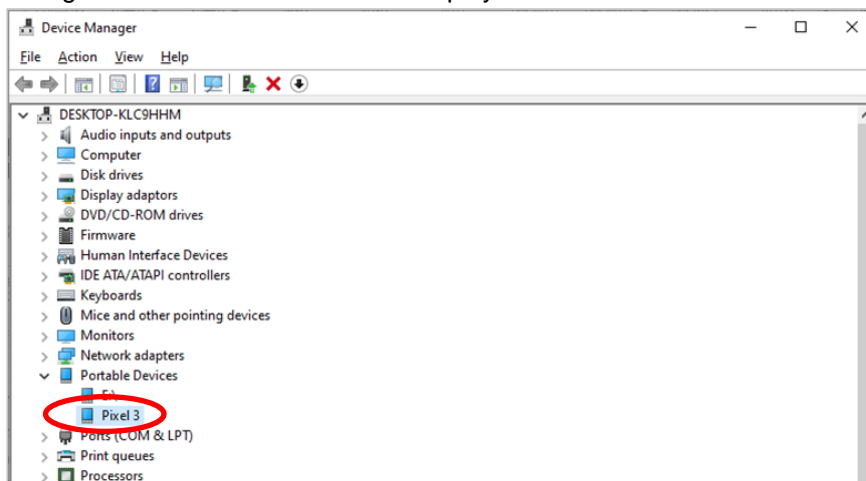 Device Manager
File Action View Help
DESKTOP-KLC9HHM
Audio inputs and outputs
Computer
Disk drives
Display adaptors
DVD/CD-ROM drives
Firmware
Human Interface Devices
IDE ATA/ATAPI controllers
Keyboards
Mice and other pointing devices
Monitors
Network adapters
Portable Devices
E:\
Pixel 3
Ports (COM & LPT)
Print queues
Processors